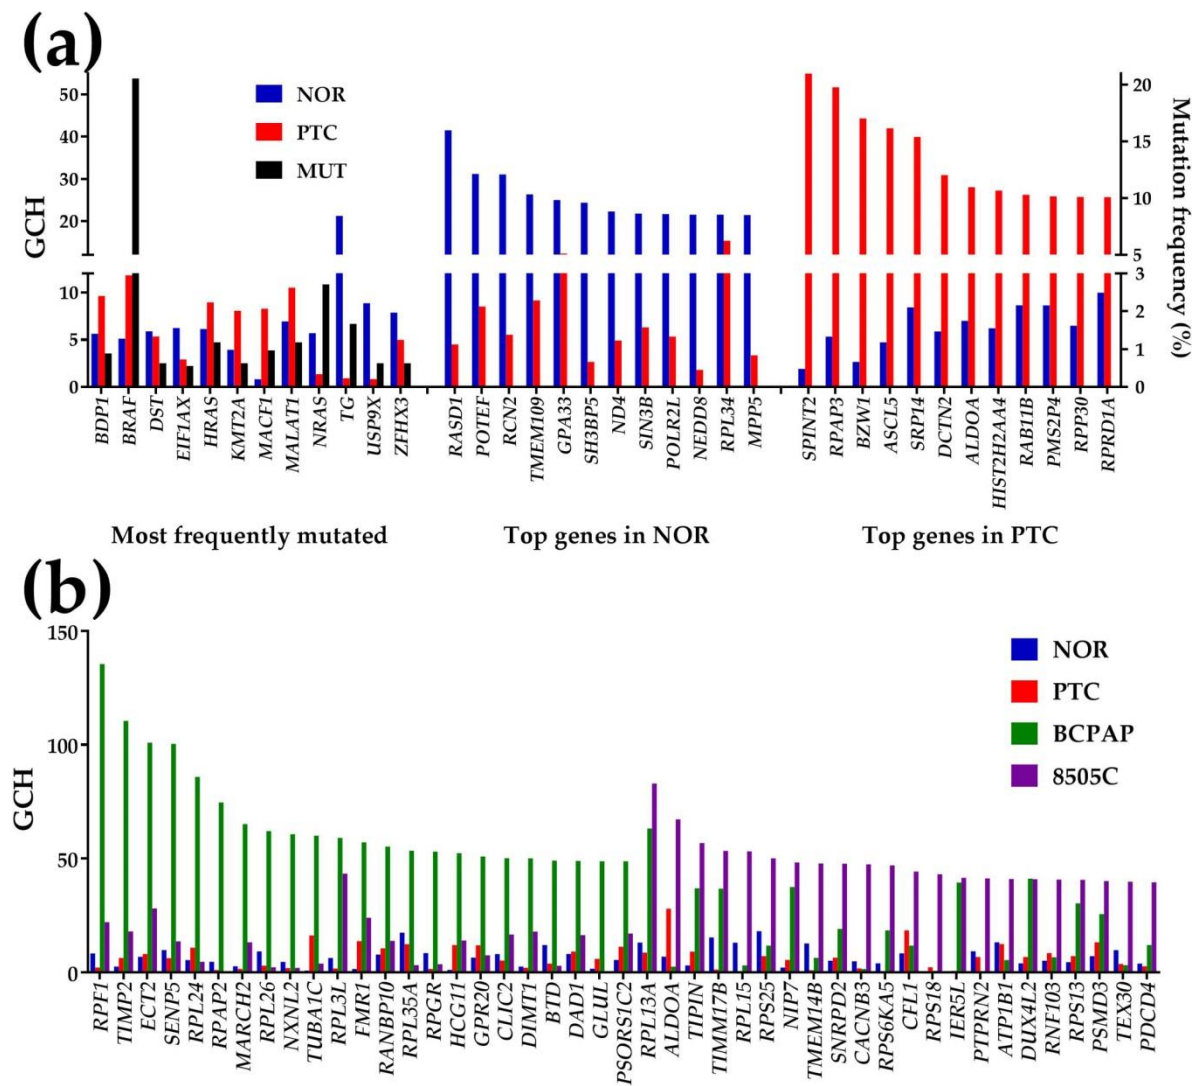 (a)
NOR
PTC
MUT
GCH
50
40
30
20
10
5
0
20
15
10
5
3
2
1
0
Mutation frequency (%)
BDP1
BRAF
DST
EIF1AX
HRAS
KMT2A
MACF1
MALAT1
NRAS
TG
USP9X
ZFHX3
RASD1
POTEF
RCN2
TMEM109
GPA33
SH3BP5
ND4
SIN3B
POLR2L
NEDD8
RPL34
MPP5
SPINT2
RPAP3
BZW1
ASCL5
SRP14
DCTN2
ALDOA
HIST2H2AA4
RAB11B
PMS2P4
RPP30
RPRD1A
Most frequently mutated
Top genes in NOR
Top genes in PTC
(b)
NOR
PTC
BCPAP
8505C
GCH
150
100
50
0
RPF1
TIMP2
ECT2
SENP5
RPL24
RPAP2
MARCH2
RPL26
NXNL2
TUBA1C
RPL3L
FMR1
RANBP10
RPL35A
RPGR
HCG11
GPR20
CLIC2
DIMT1
BTD
DAD1
GLUL
PSORS1C2
RPL13A
ALDOA
TIPIN
TIMM17B
RPL15
RPS25
NIP7
TMEM14B
SNRPD2
CACNB3
RPS6KA5
CFL1
RPS18
IER5L
PTPRN2
ATP1B1
DUX4L2
RNF103
RPS13
PSMD3
TEX30
PDCD4